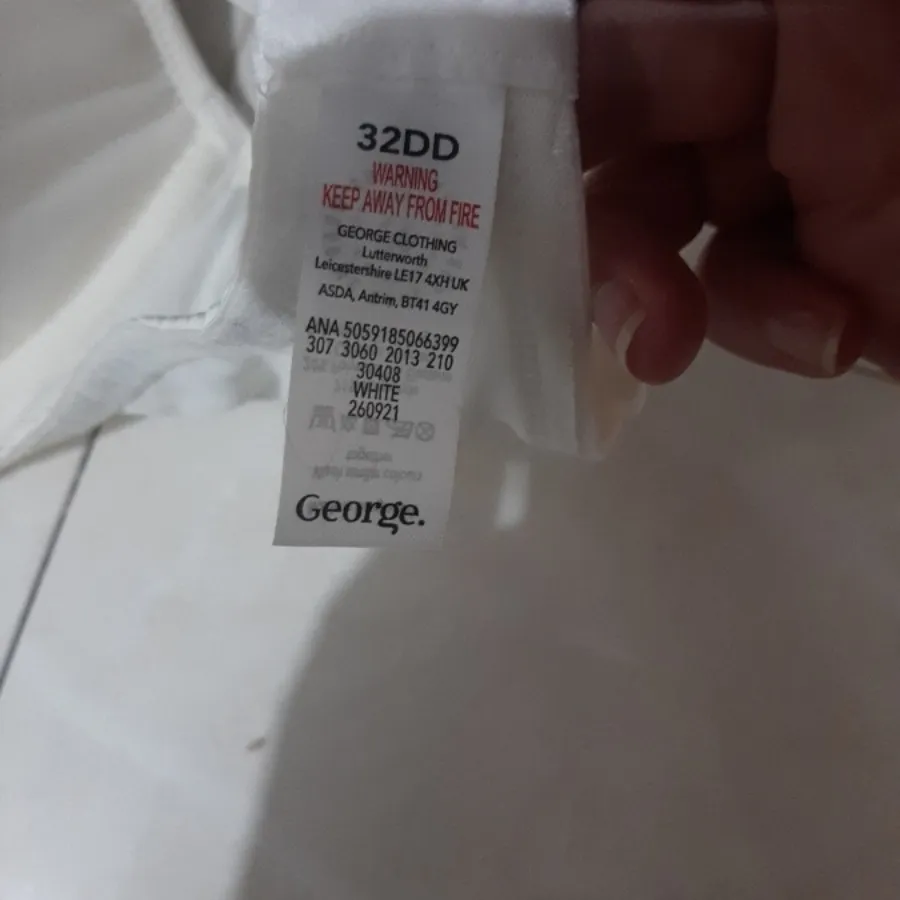 32DD
WARNING
KEEP AWAY FROM FIRE
GEORGE CLOTHING
Lutterworth
Leicestershire LE17 4XH UK
ASDA, Antrim, BT41 4GY
ANA 5059185066399
307 3060 2013 210
30408
WHITE
260921
George.